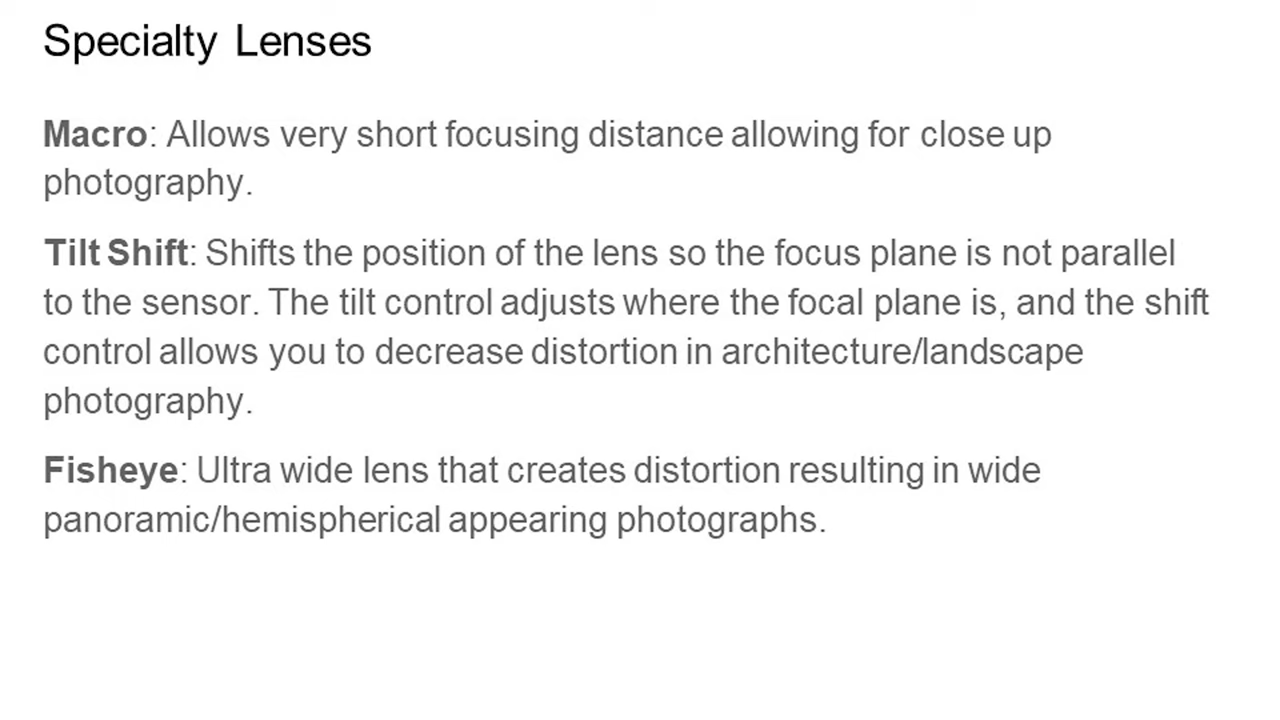 Specialty Lenses
Macro: Allows very short focusing distance allowing for close up
photography.
Tilt Shift: Shifts the position of the lens so the focus plane is not parallel
to the sensor. The tilt control adjusts where the focal plane is, and the shift
control allows you to decrease distortion in architecture/landscape
photography.
Fisheye: Ultra wide lens that creates distortion resulting in wide
panoramic/hemispherical appearing photographs.